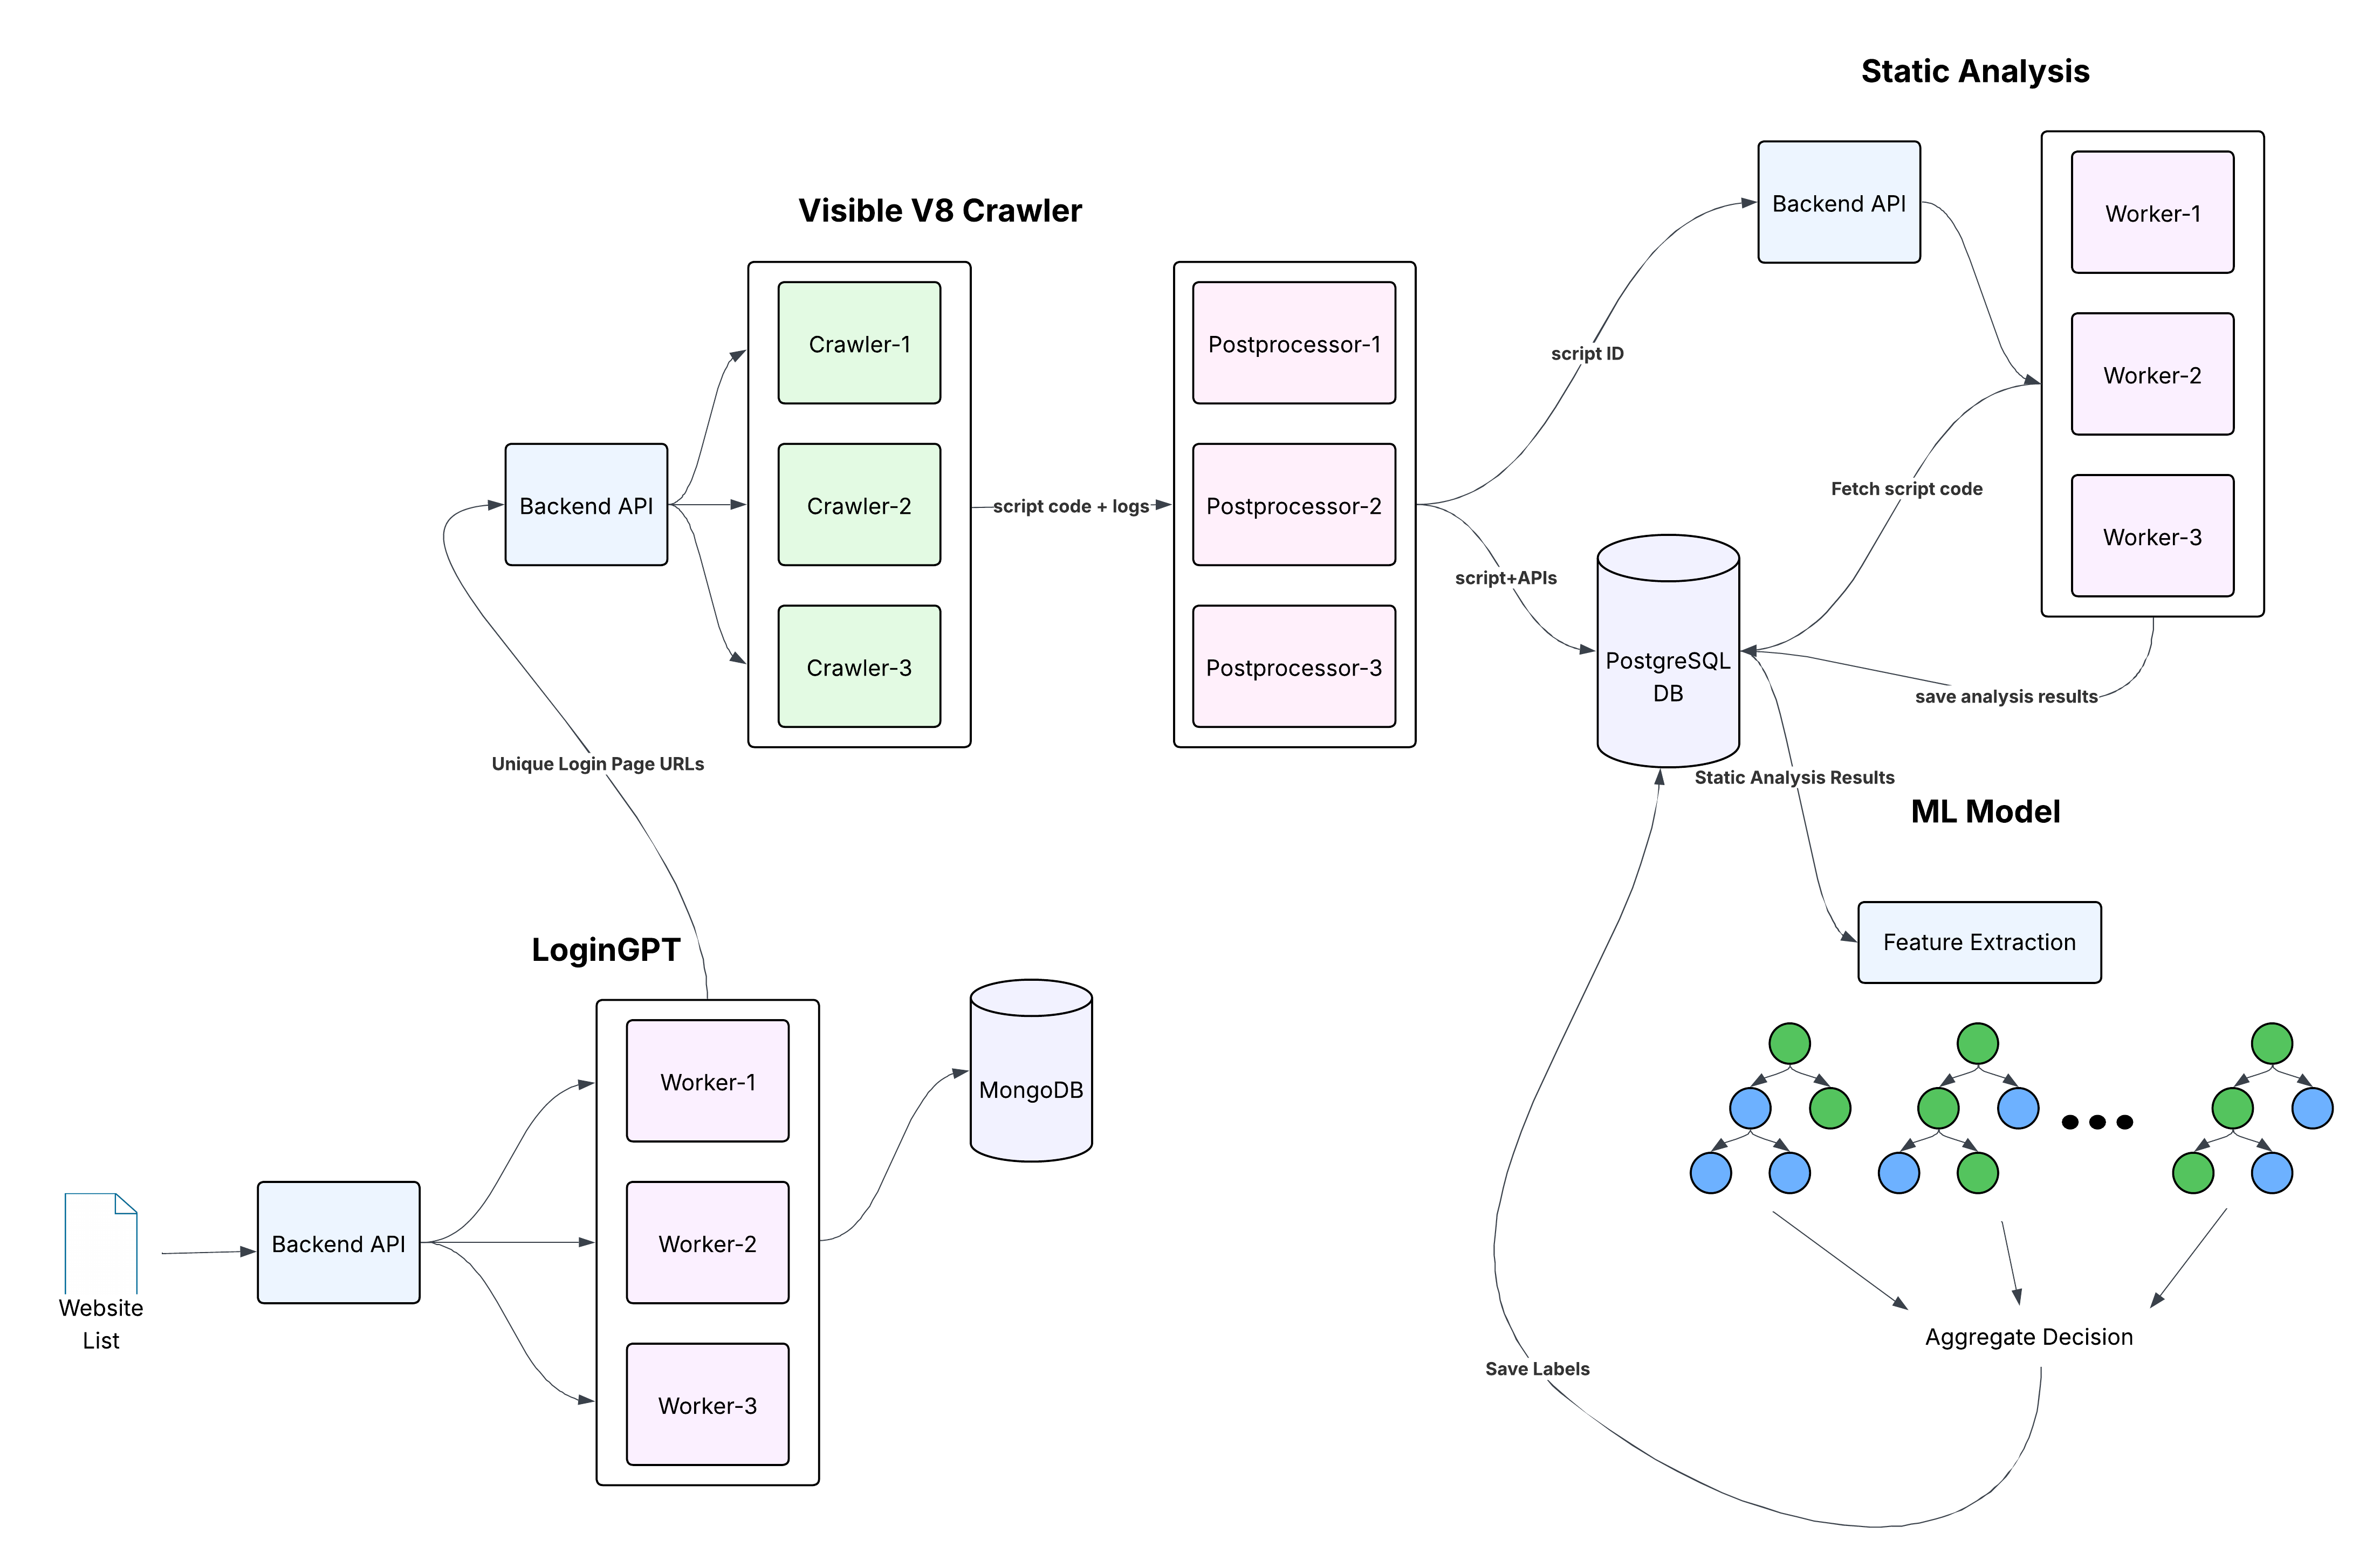 Static Analysis
Backend API
Worker-1
Worker-2
Worker-3
Visible V8 Crawler
Crawler-1
Crawler-2
Crawler-3
Backend API
script code + logs
Postprocessor-1
Postprocessor-2
Postprocessor-3
script ID
script+APIs
Fetch script code
PostgreSQL
DB
save analysis results
Static Analysis Results
Unique Login Page URLs
ML Model
Feature Extraction
LoginGPT
Worker-1
Worker-2
Worker-3
MongoDB
Backend API
Website
List
Aggregate Decision
Save Labels